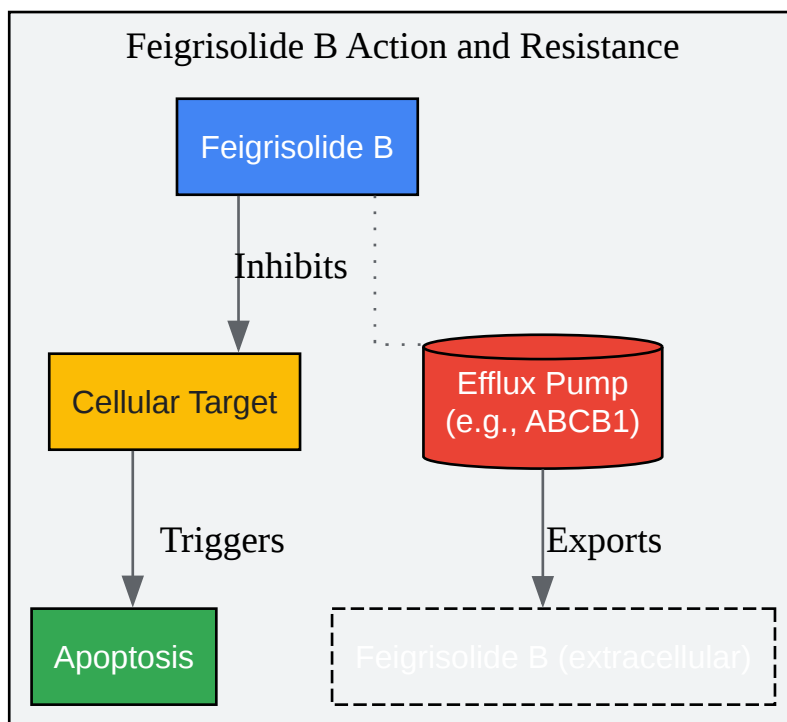 Feigrisolide B Action and Resistance
Feigrisolide B
Inhibits
Cellular Target
Efflux Pump
(e.g., ABCB1)
Triggers
Exports
Apoptosis
Feigrisolide B (extracellular)